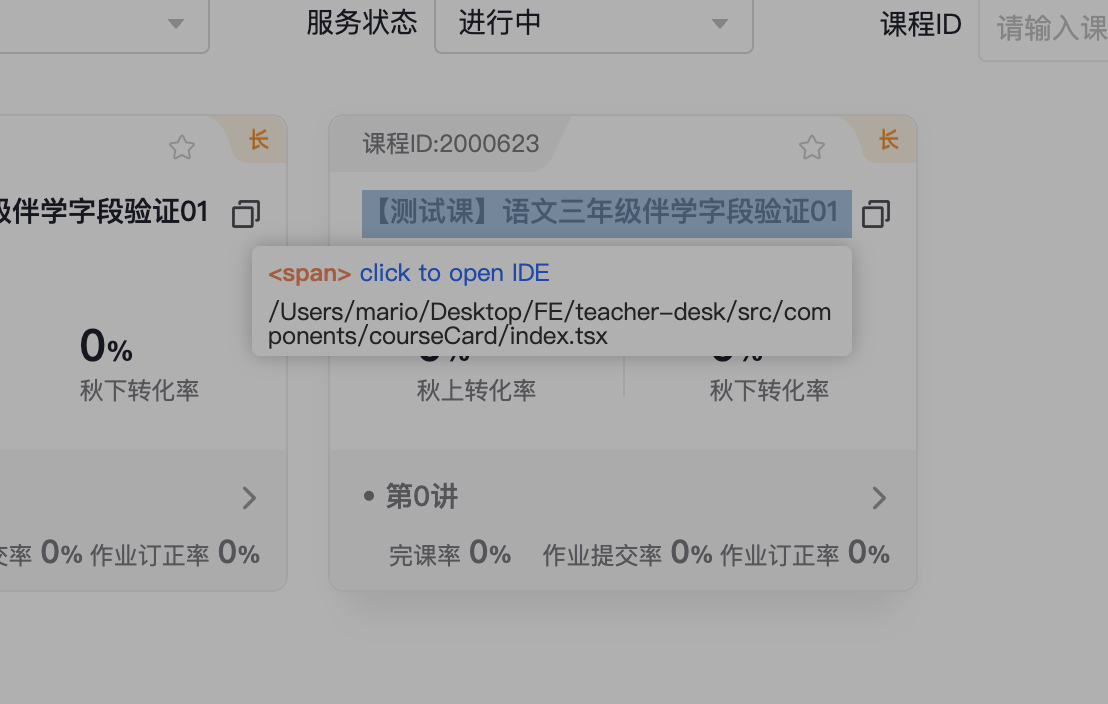 服务状态
进行中
课程ID
请输入课
长
级伴学字段验证01
0%
秋下转化率
交率 0% 作业订正率 0%
课程ID:2000623
长
【测试课】语文三年级伴学字段验证01
<span> click to open IDE
/Users/mario/Desktop/FE/teacher-desk/src/com
ponents/courseCard/index.tsx
秋上转化率
秋下转化率
• 第0讲
完课率 0% 作业提交率 0% 作业订正率 0%